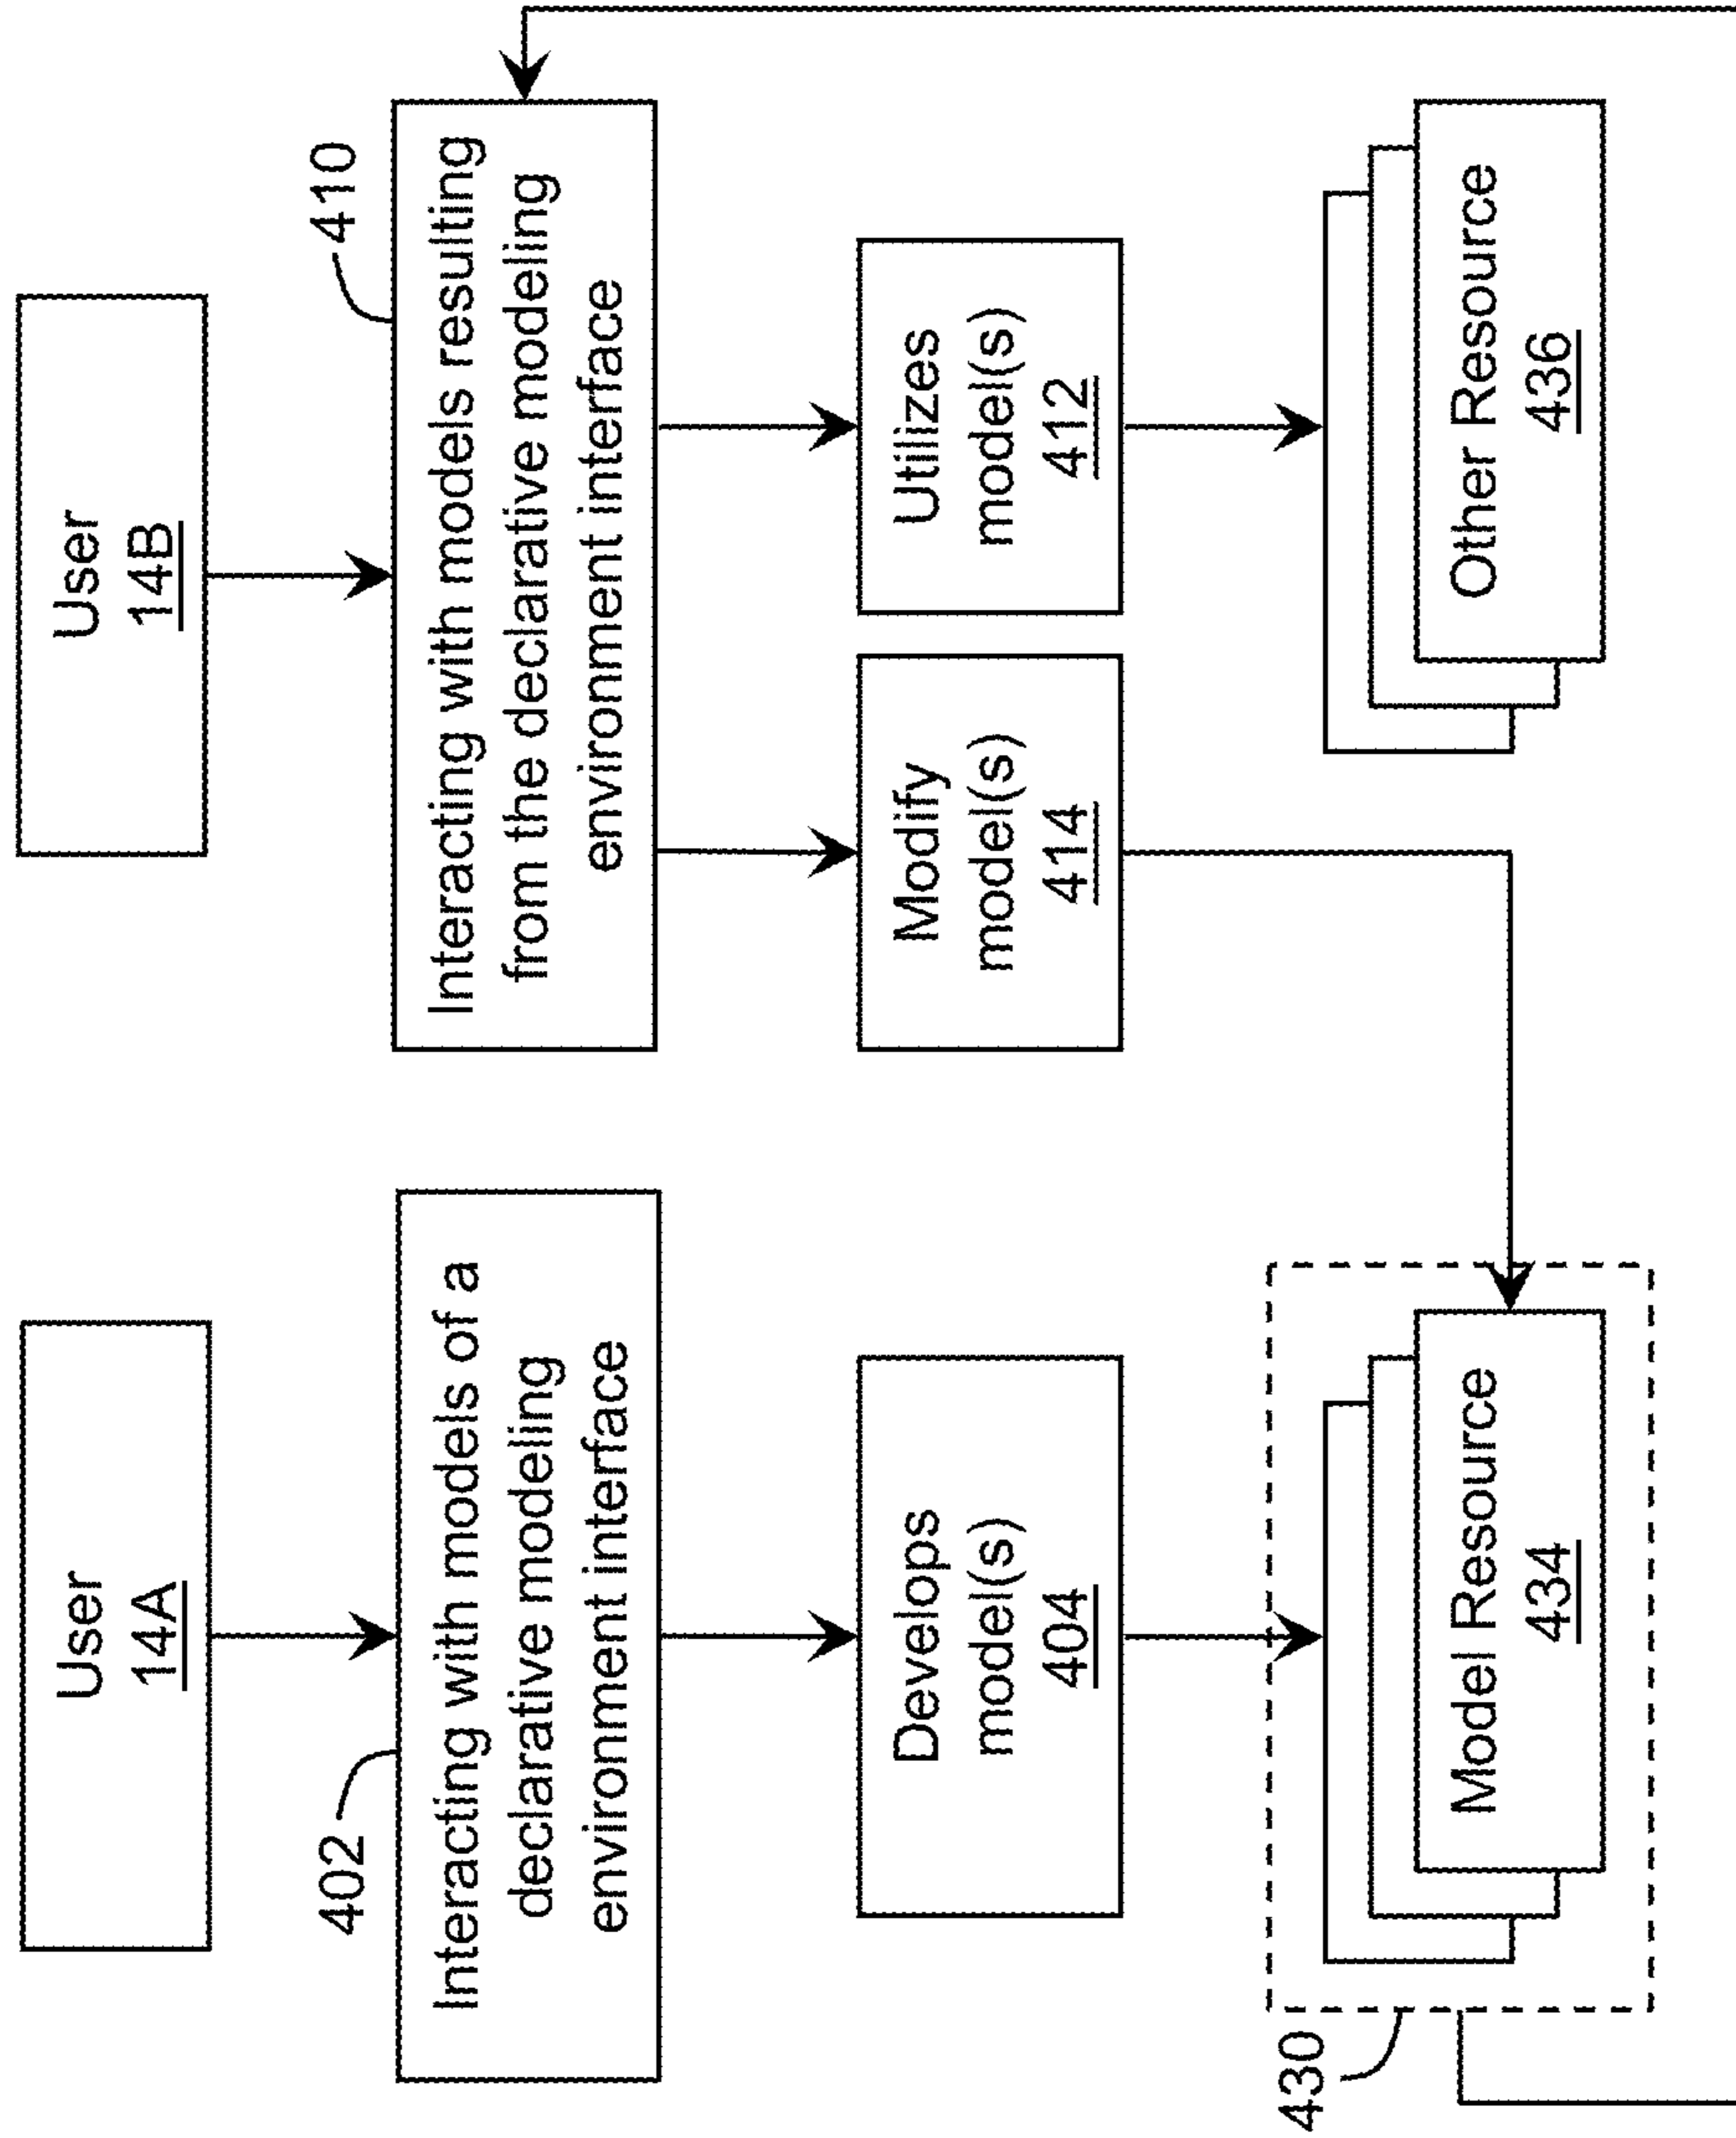 User
14A
402
Interacting with models of a
declarative modeling
environment interface
Develops
model(s)
404
430
Model Resource
434
User
14B
410
Interacting with models resulting
from the declarative modeling
environment interface
Modify
model(s)
414
Utilizes
model(s)
412
Other Resource
436